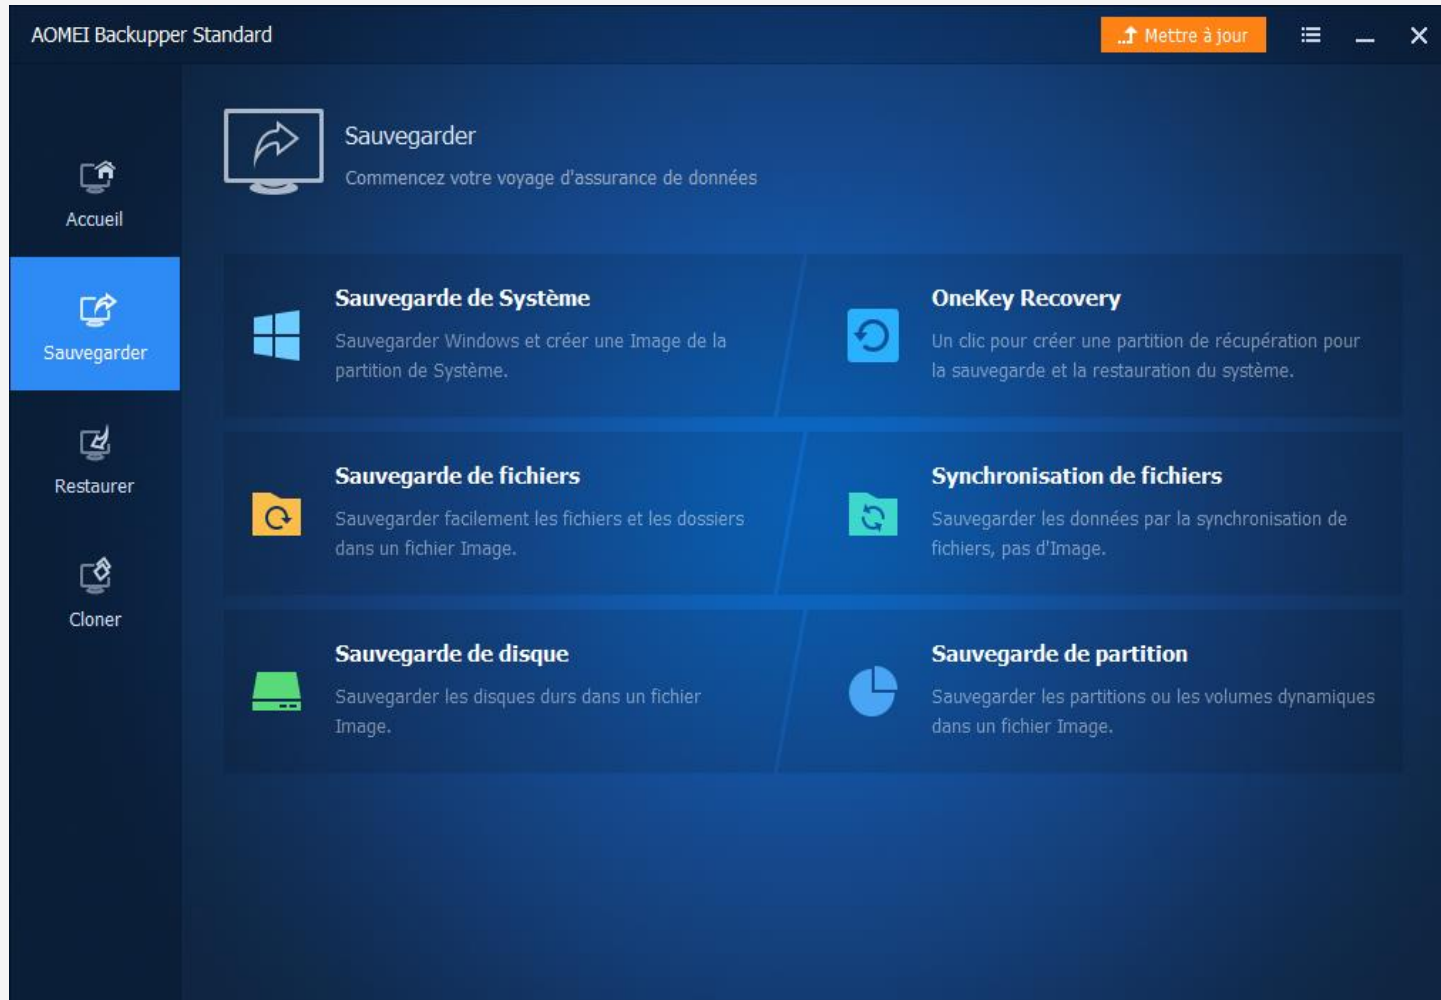 AOMEI Backupper Standard
Mettre à jour
Accueil
Sauvegarder
Restaurer
Cloner
Sauvegarder
Commencez votre voyage d'assurance de données
Sauvegarde de Système
Sauvegarder Windows et créer une Image de la
partition de Système.
OneKey Recovery
Un clic pour créer une partition de récupération pour
la sauvegarde et la restauration du système.
Sauvegarde de fichiers
Sauvegarder facilement les fichiers et les dossiers
dans un fichier Image.
Synchronisation de fichiers
Sauvegarder les données par la synchronisation de
fichiers, pas d'Image.
Sauvegarde de disque
Sauvegarder les disques durs dans un fichier
Image.
Sauvegarde de partition
Sauvegarder les partitions ou les volumes dynamiques
dans un fichier Image.